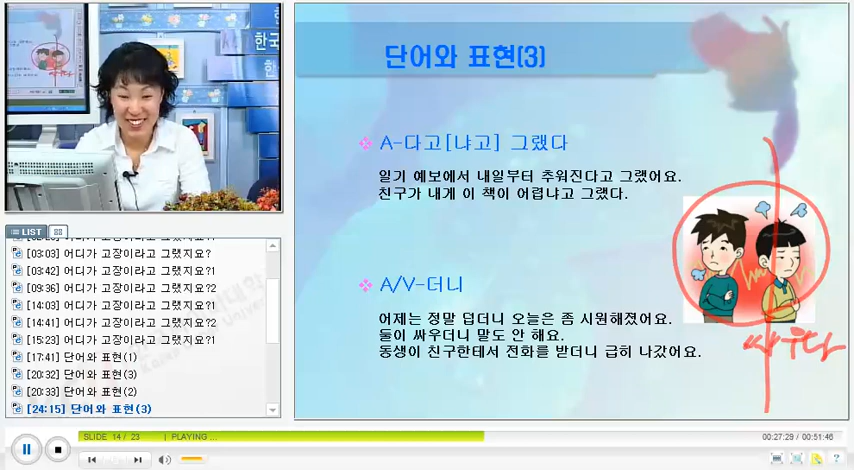 단어와 표현(3)
A-다고[냐고] 그랬다
일기 예보에서 내일부터 추워진다고 그랬어요.
친구가 내게 이 책이 어렵냐고 그랬다.
A/V-더니
어제는 정말 덥더니 오늘은 좀 시원해졌어요.
둘이 싸우더니 말도 안 해요.
동생이 친구한테서 전화를 받더니 급히 나갔어요.
싸우다
LIST
[03:03] 어디가 고장이라고 그랬지요?
[03:42] 어디가 고장이라고 그랬지요?1
[09:36] 어디가 고장이라고 그랬지요?2
[14:03] 어디가 고장이라고 그랬지요?1
[14:41] 어디가 고장이라고 그랬지요?2
[15:23] 어디가 고장이라고 그랬지요?1
[17:41] 단어와 표현(1)
[20:32] 단어와 표현(3)
[20:33] 단어와 표현(2)
[24:15] 단어와 표현(3)
SLIDE 14 / 23 | PLAYING ...
00:27:29 / 00:51:46